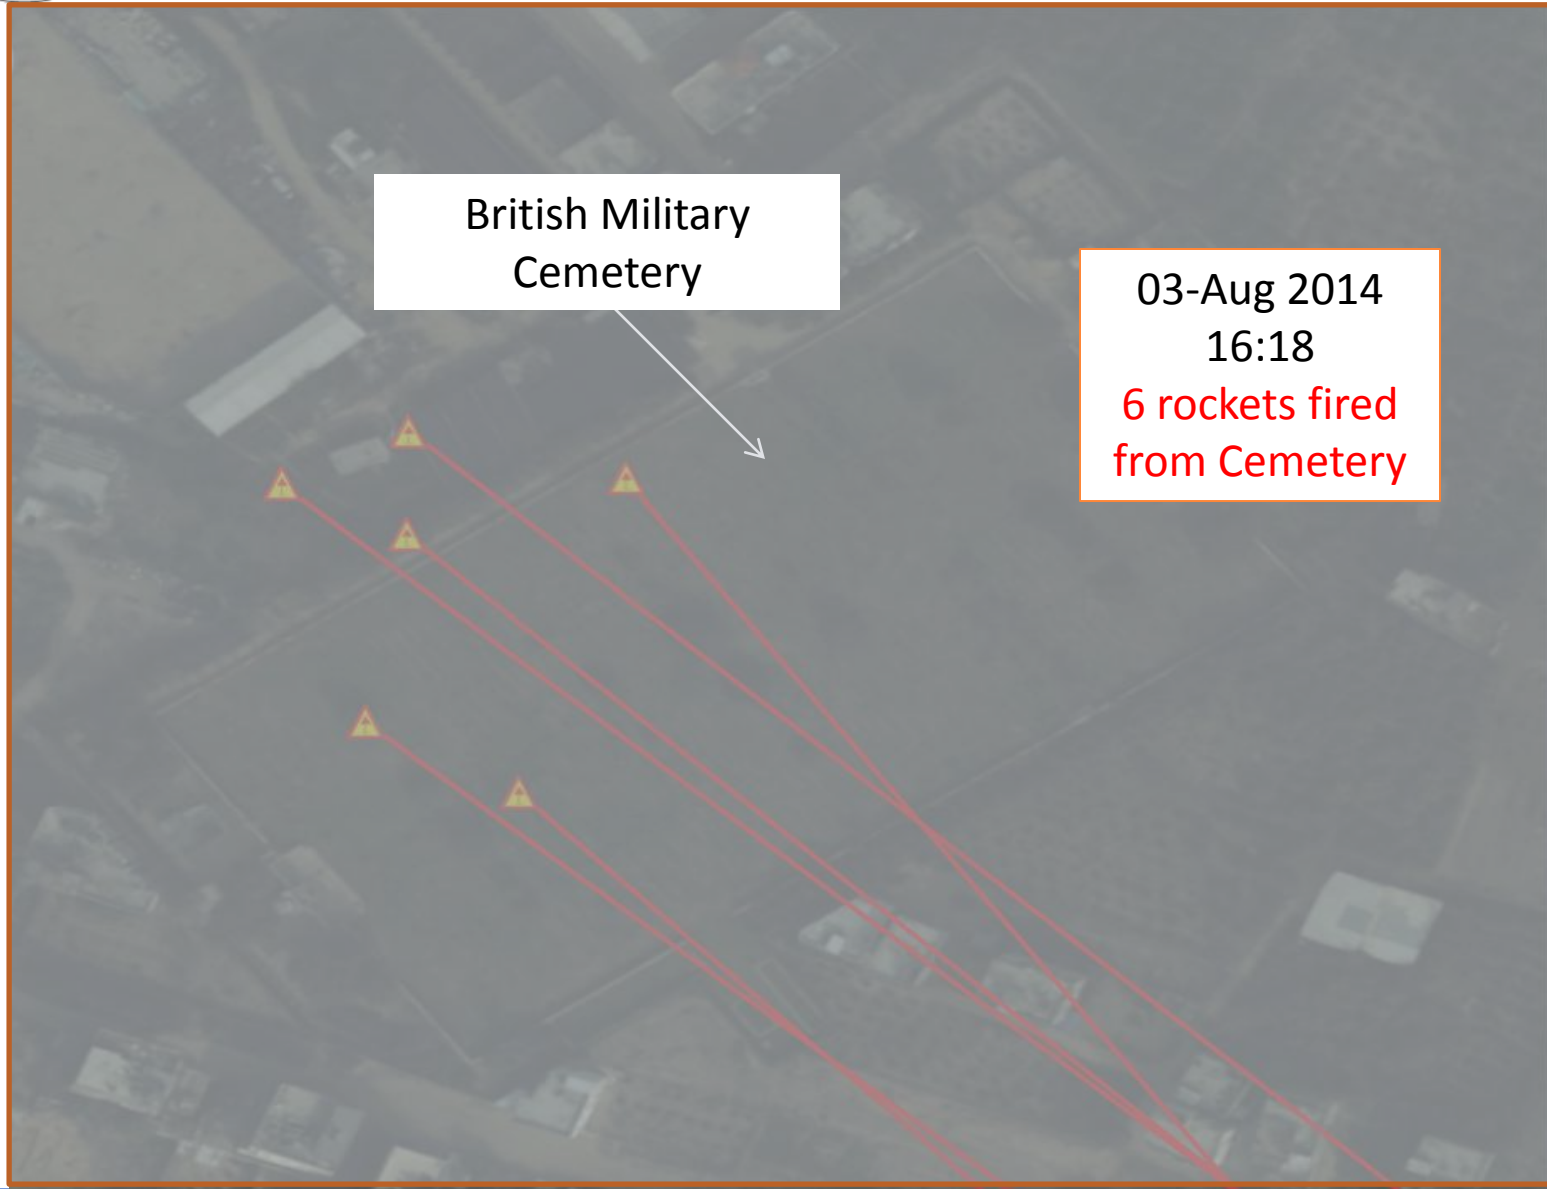 British Military
Cemetery
03-Aug 2014
16:18
6 rockets fired
from Cemetery